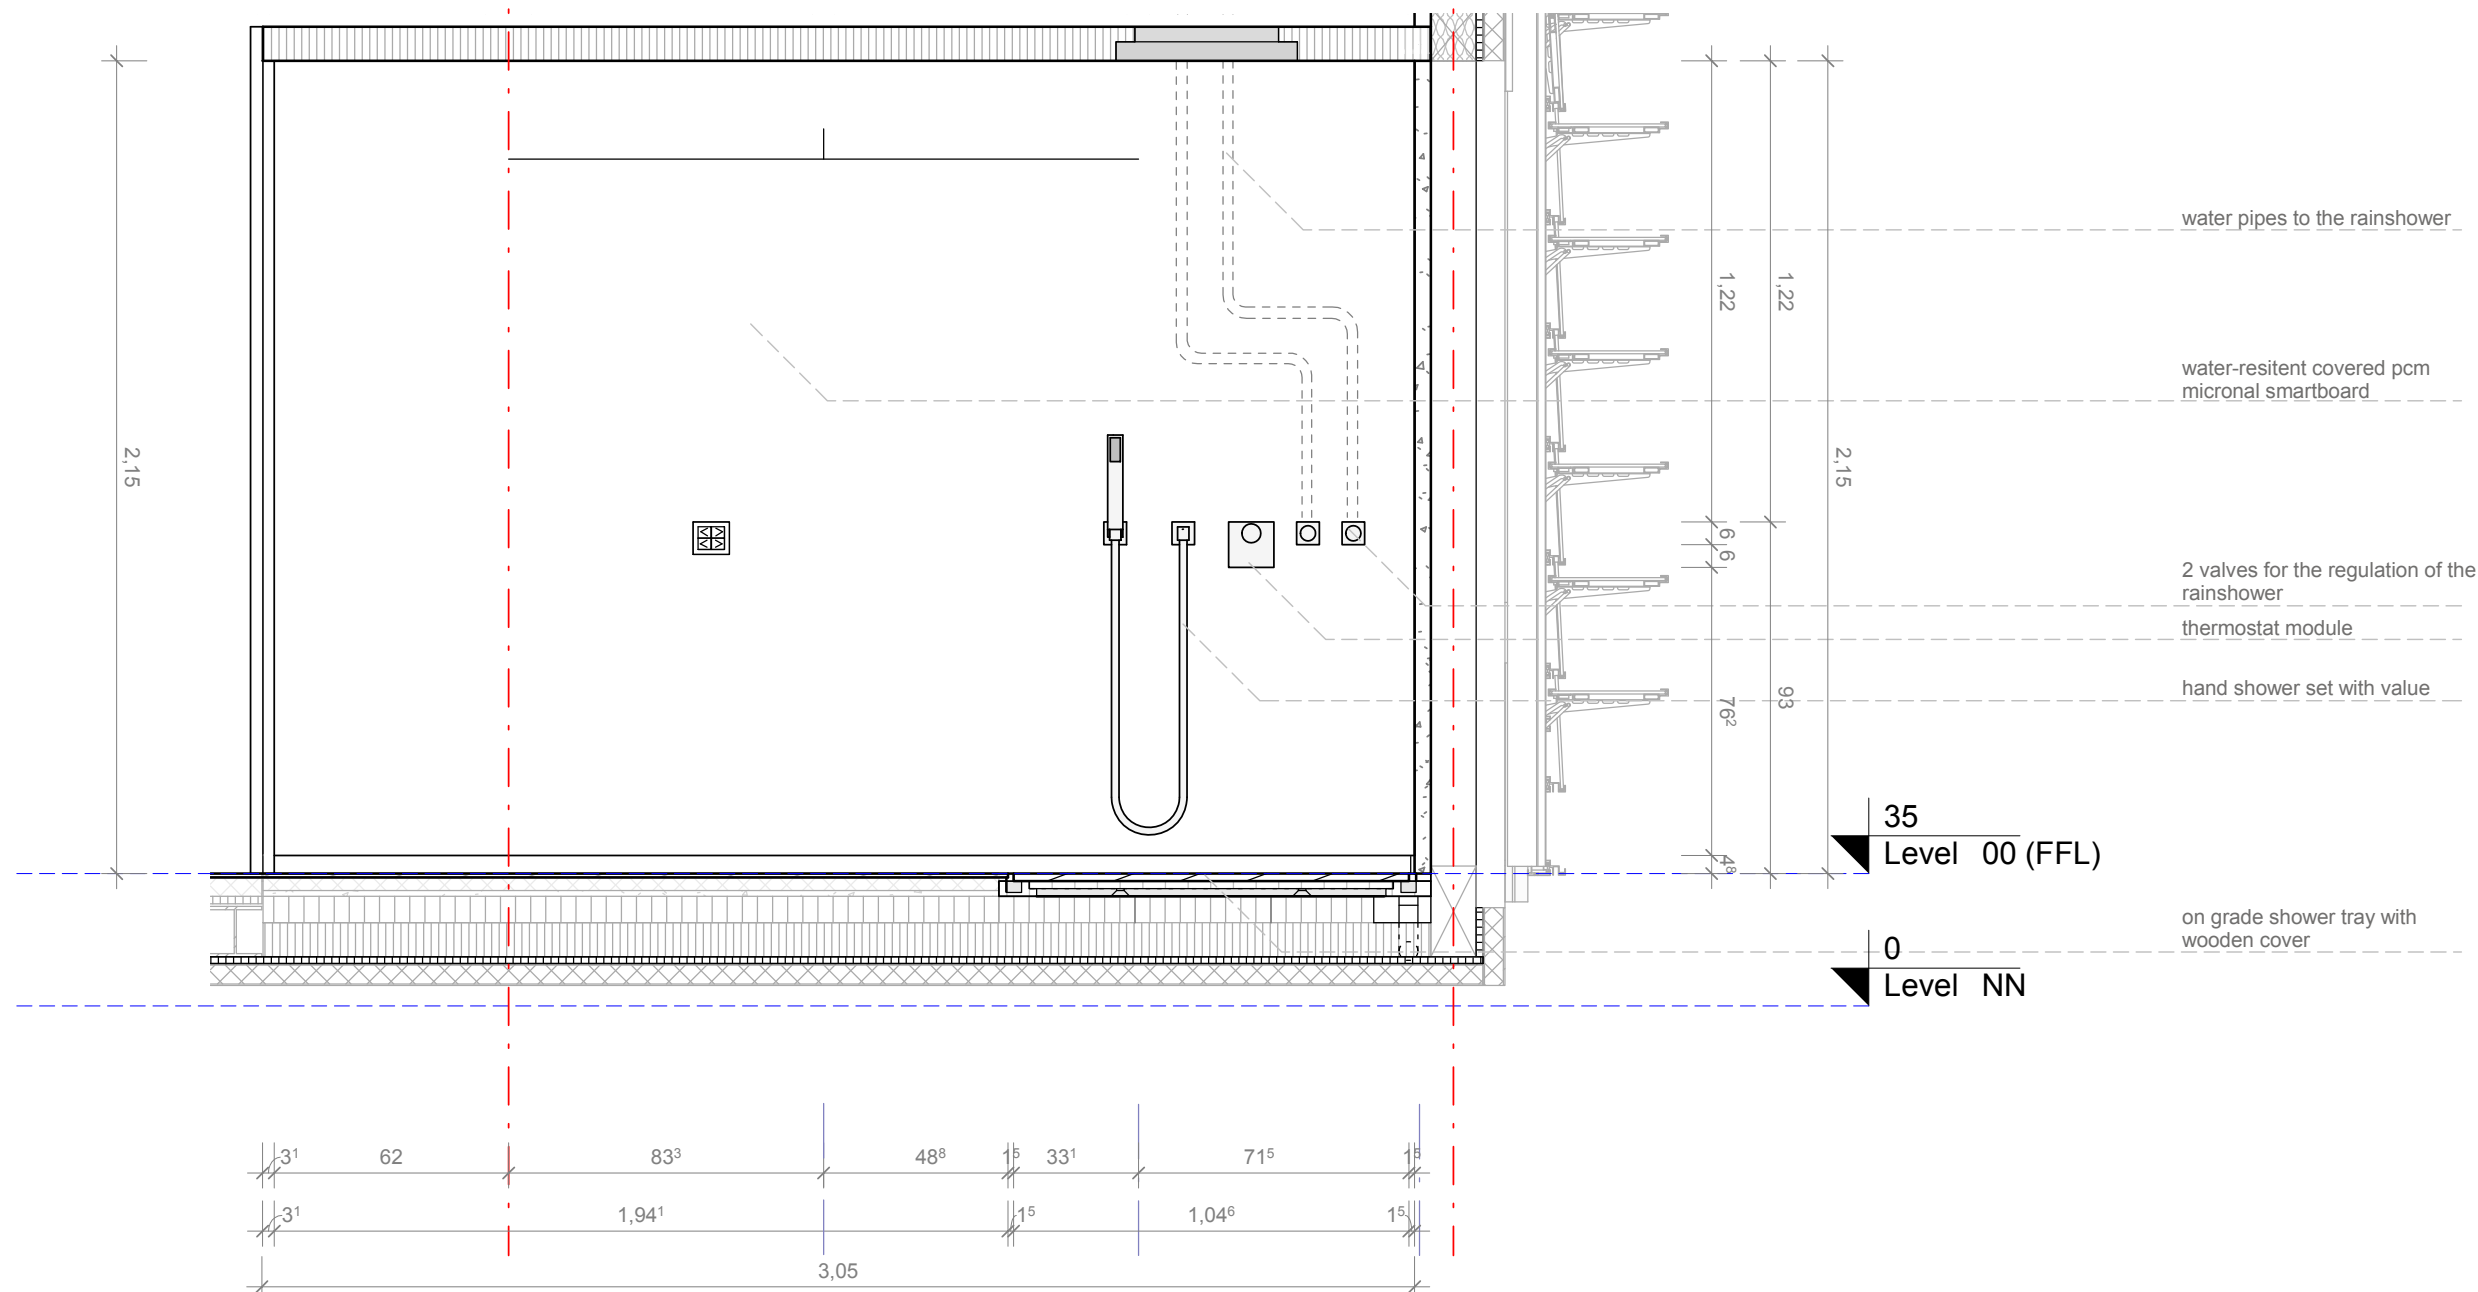 water pipes to the rainshower
1,22
1,22
water-resitent covered pcm
micronal smartboard
2,15
2,15
6
6
2 valves for the regulation of the
rainshower
thermostat module
hand shower set with value
76²
93
35
Level 00 (FFL)
4⁸
on grade shower tray with
wooden cover
0
Level NN
3¹ 62 83³ 48⁸ 1⁵ 33¹ 71⁵ 1⁵
3¹ 1,94¹ 1⁵ 1,04⁶ 1⁵
3,05